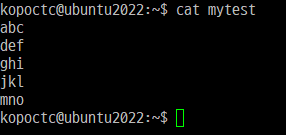 kopoctc@ubuntu2022:~$ cat mytest
abc
def
ghi
jkl
mno
kopoctc@ubuntu2022:~$